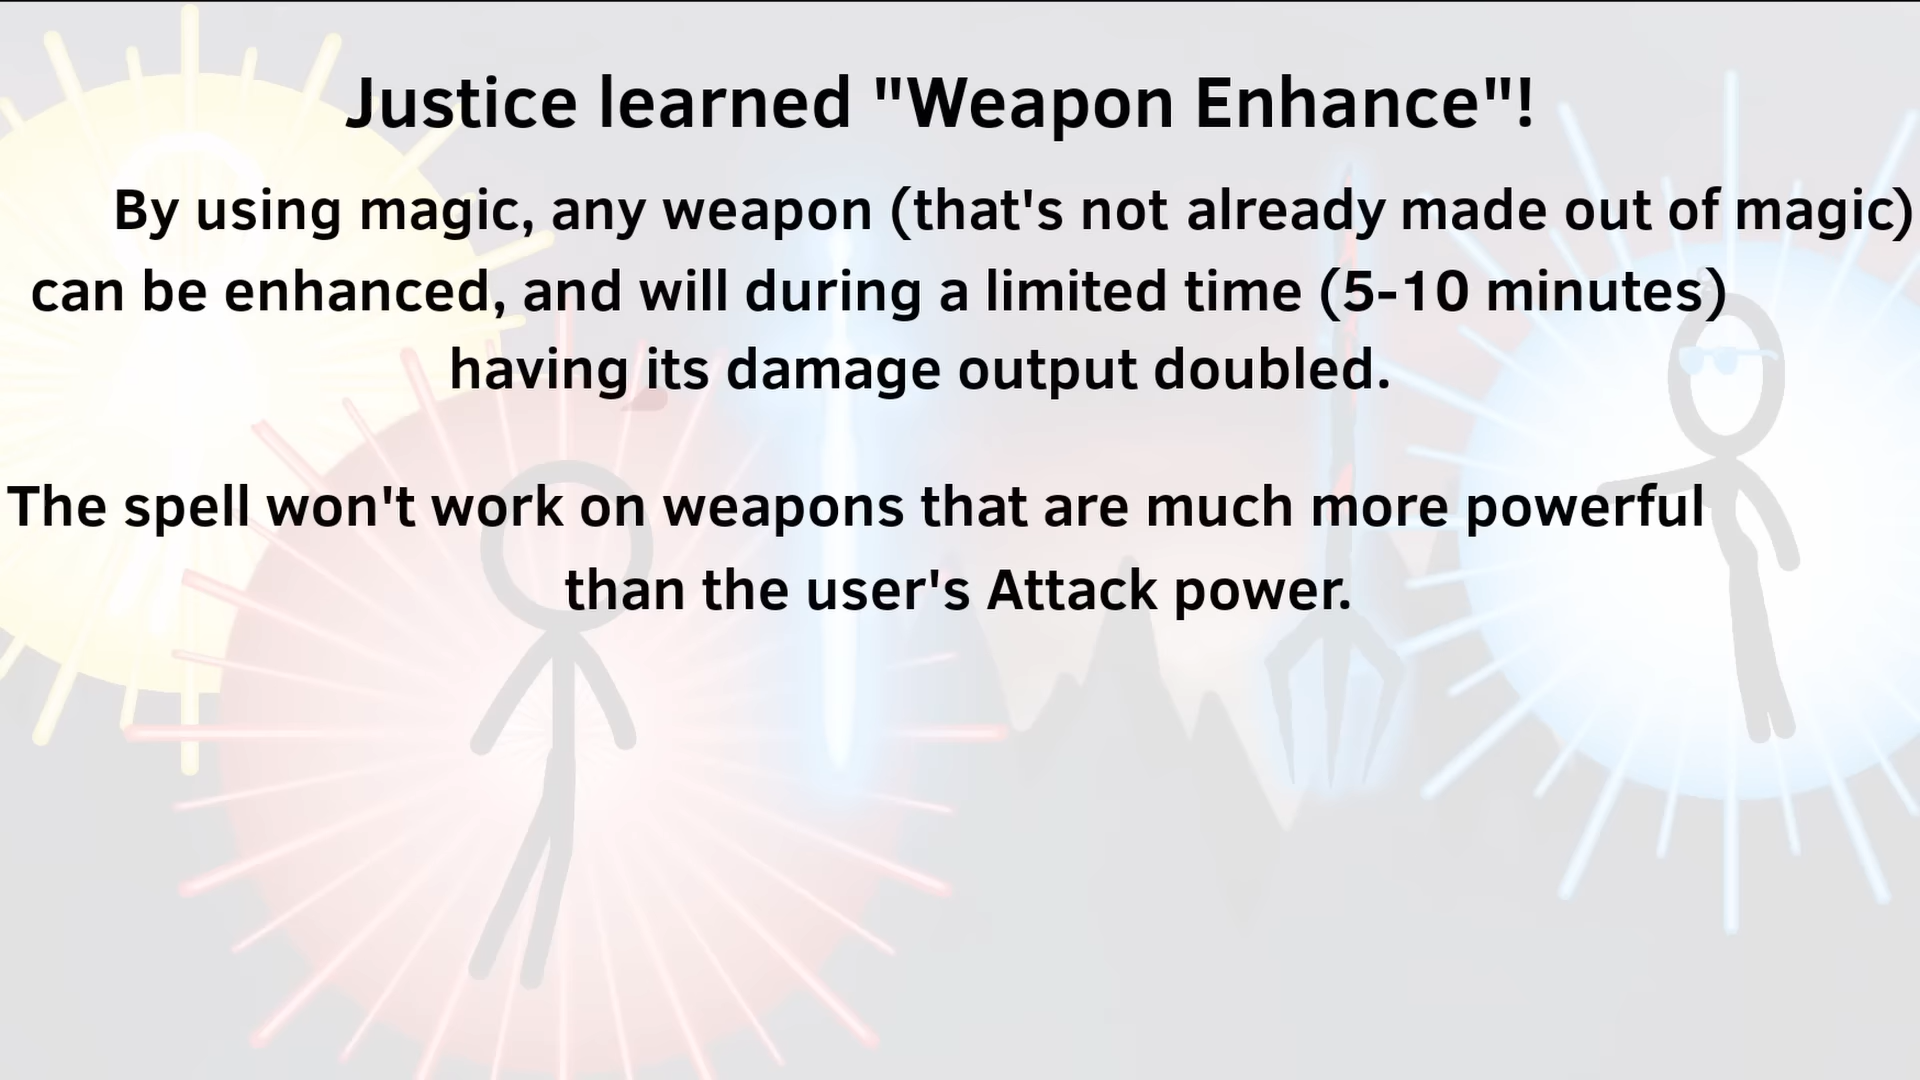 Justice learned "Weapon Enhance"!
By using magic, any weapon (that's not already made out of magic)
can be enhanced, and will during a limited time (5-10 minutes)
having its damage output doubled.
The spell won't work on weapons that are much more powerful
than the user's Attack power.